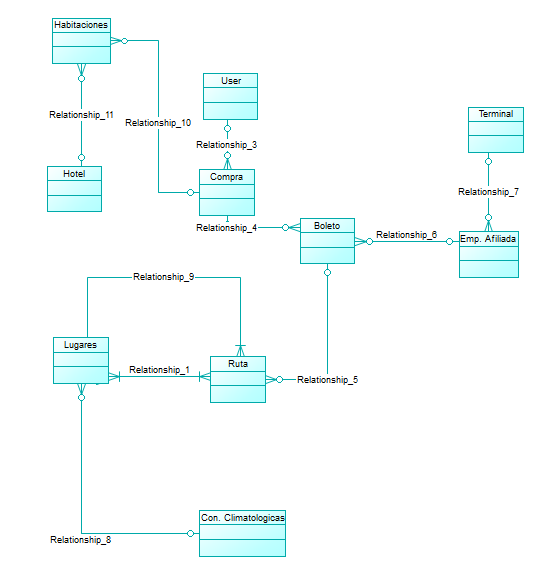 Habitaciones
User
Terminal
Relationship_11
Relationship_10
Relationship_3
Hotel
Compra
Relationship_7
Relationship_4
Boleto
Relationship_6
Emp. Afiliada
Relationship_9
Lugares
Relationship_1
Ruta
Relationship_5
Con. Climatologicas
Relationship_8